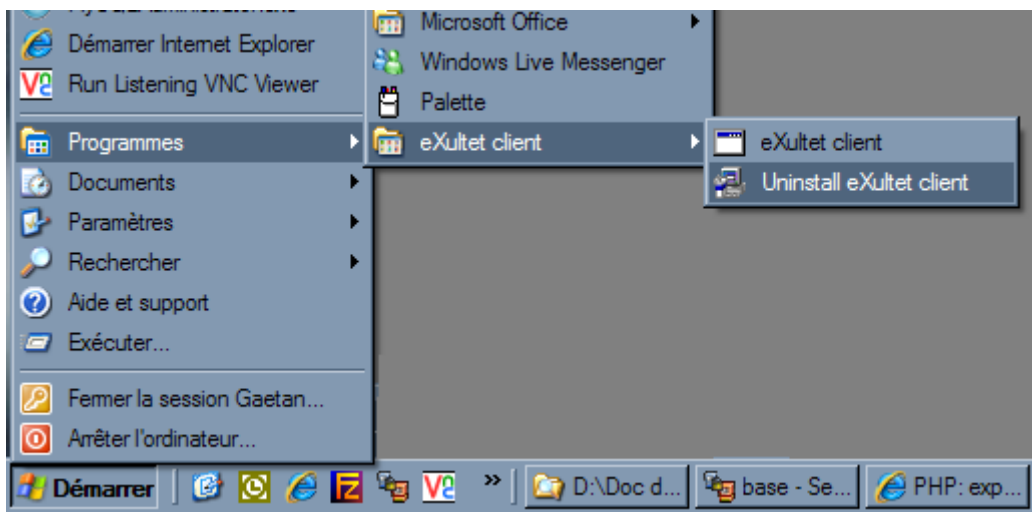 Démarrer Internet Explorer
Run Listening VNC Viewer
Programmes
Documents
Paramètres
Rechercher
Aide et support
Exécuter...
Fermer la session Gaetan...
Arrêter l'ordinateur...
Microsoft Office
Windows Live Messenger
Palette
eXultet client
eXultet client
Uninstall eXultet client
Démarrer
D:\Doc d...
base - Se...
PHP: exp...